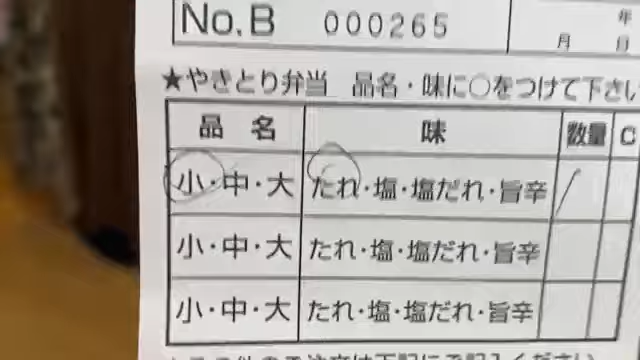 No.B 000265
年
月 日
★やきとり弁当 品名・味に○をつけて下さい
品名 味 数量 C
小・中・大 たれ・塩・塩だれ・旨辛 /
小・中・大 たれ・塩・塩だれ・旨辛
小・中・大 たれ・塩・塩だれ・旨辛